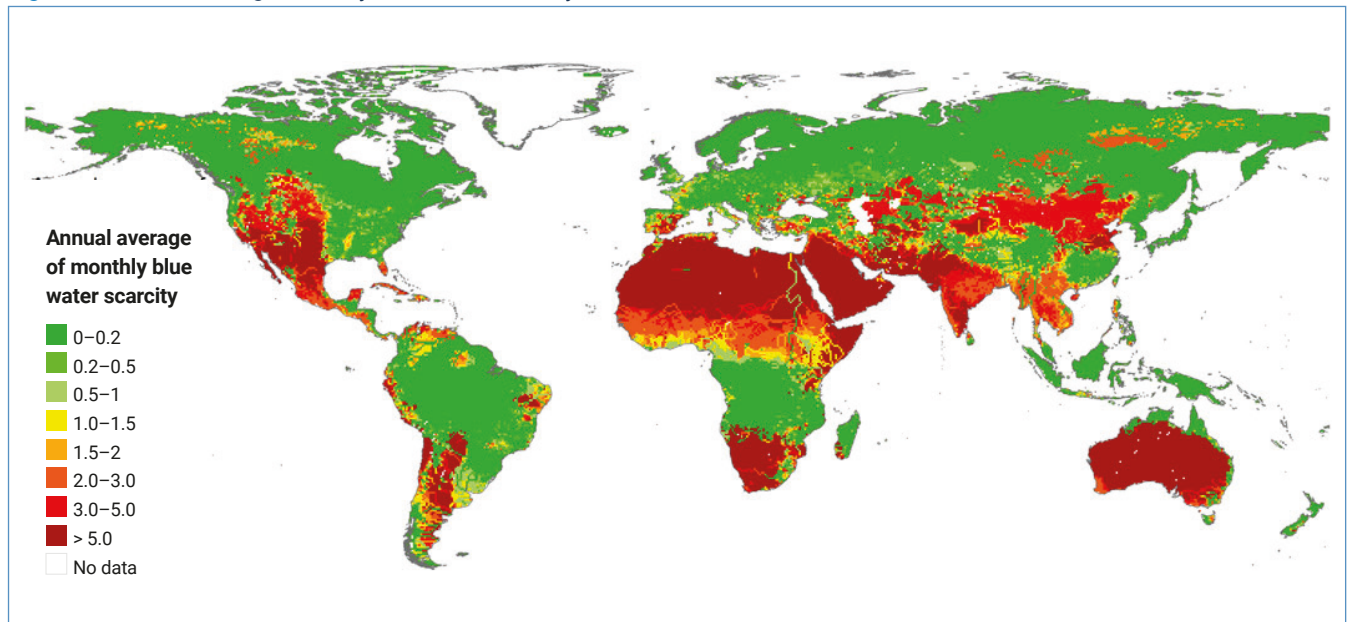 Annual average
of monthly blue
water scarcity
0–0.2
0.2–0.5
0.5–1
1.0–1.5
1.5–2
2.0–3.0
3.0–5.0
> 5.0
No data